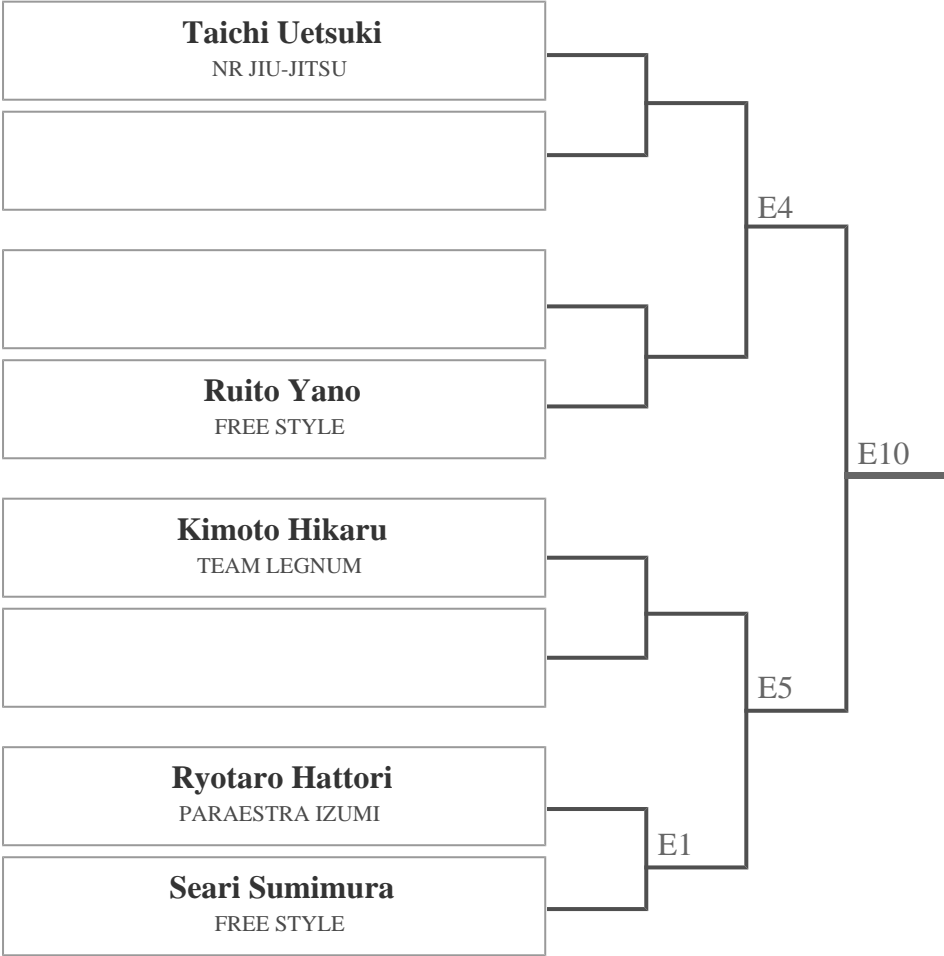 Taichi Uetsuki
NR JIU-JITSU
E4
Ruito Yano
FREE STYLE
E10
Kimoto Hikaru
TEAM LEGNUM
E5
Ryotaro Hattori
PARAESTRA IZUMI
E1
Seari Sumimura
FREE STYLE